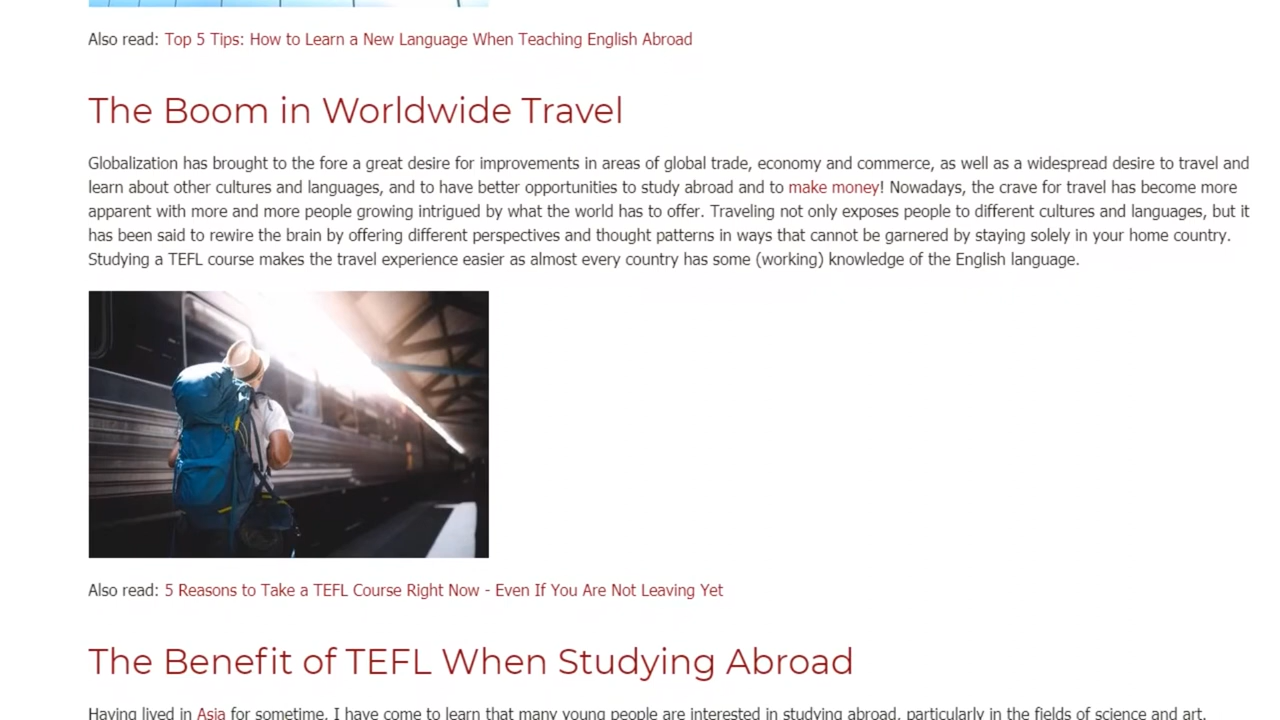 Also read: Top 5 Tips: How to Learn a New Language When Teaching English Abroad
The Boom in Worldwide Travel
Globalization has brought to the fore a great desire for improvements in areas of global trade, economy and commerce, as well as a widespread desire to travel and
learn about other cultures and languages, and to have better opportunities to study abroad and to make money! Nowadays, the crave for travel has become more
apparent with more and more people growing intrigued by what the world has to offer. Traveling not only exposes people to different cultures and languages, but it
has been said to rewire the brain by offering different perspectives and thought patterns in ways that cannot be garnered by staying solely in your home country.
Studying a TEFL course makes the travel experience easier as almost every country has some (working) knowledge of the English language.
Also read: 5 Reasons to Take a TEFL Course Right Now - Even If You Are Not Leaving Yet
The Benefit of TEFL When Studying Abroad
Having lived in Asia for sometime, I have come to learn that many young people are interested in studying abroad, particularly in the fields of science and art.